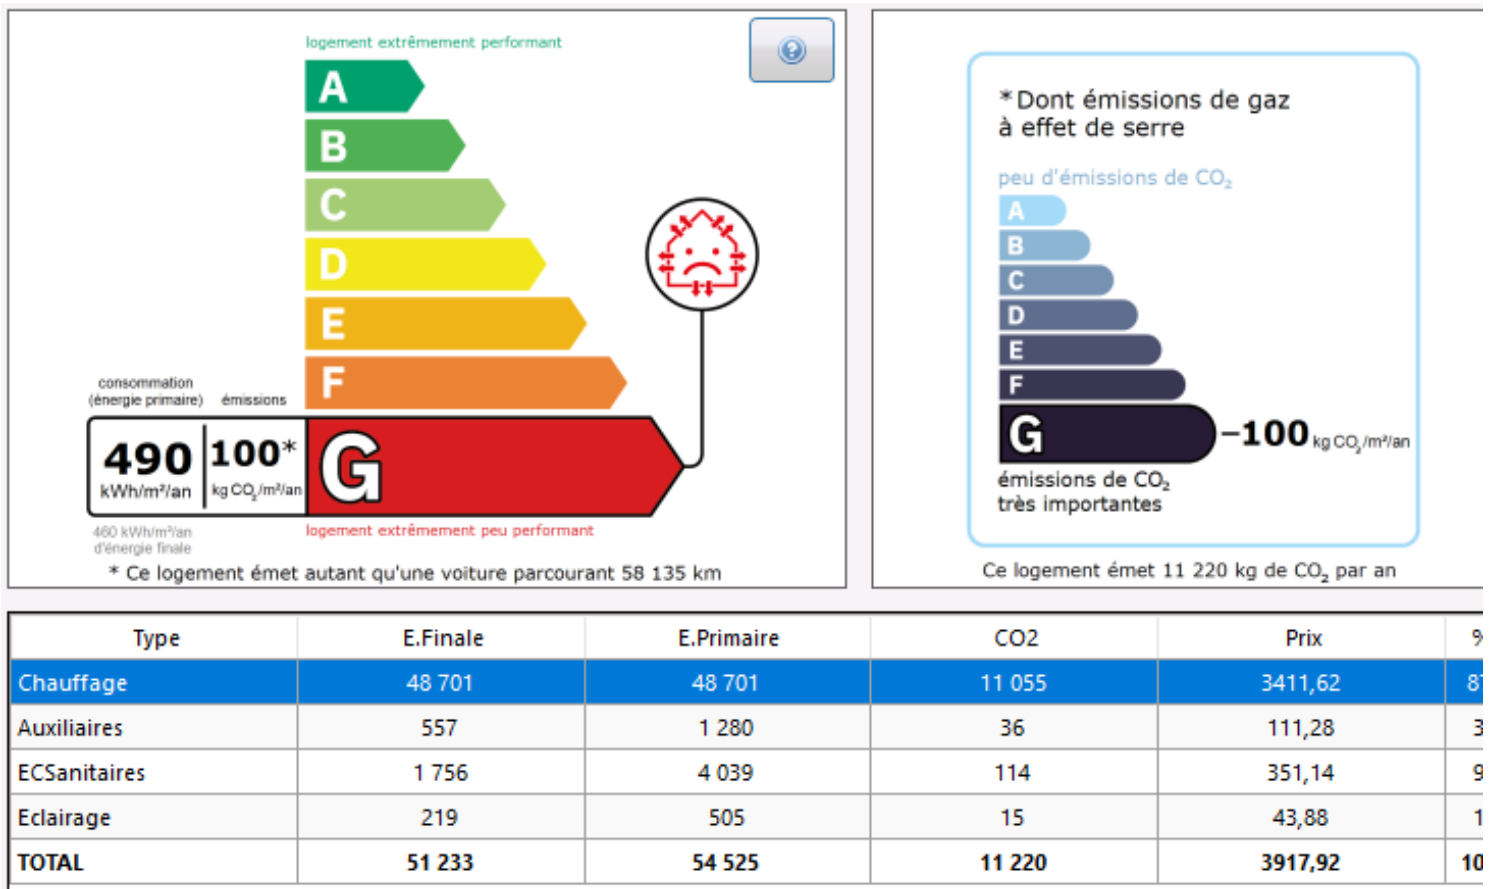 logement extrêmement performant
A
B
C
D
E
F
consommation
(énergie primaire)
émissions
490
kWh/m²/an
100*
kg CO₂/m²/an
G
460 kWh/m²/an
d'énergie finale
logement extrêmement peu performant
* Ce logement émet autant qu'une voiture parcourant 58 135 km
?
*Dont émissions de gaz
à effet de serre
peu d'émissions de CO₂
A
B
C
D
E
F
G
100 kg CO₂/m²/an
émissions de CO₂
très importantes
Ce logement émet 11 220 kg de CO₂ par an
Type E.Finale E.Primaire CO2 Prix %
Chauffage 48 701 48 701 11 055 3411,62
Auxiliaires 557 1 280 36 111,28 3
ECSanitaires 1 756 4 039 114 351,14 9
Eclairage 219 505 15 43,88 1
TOTAL 51 233 54 525 11 220 3917,92 10